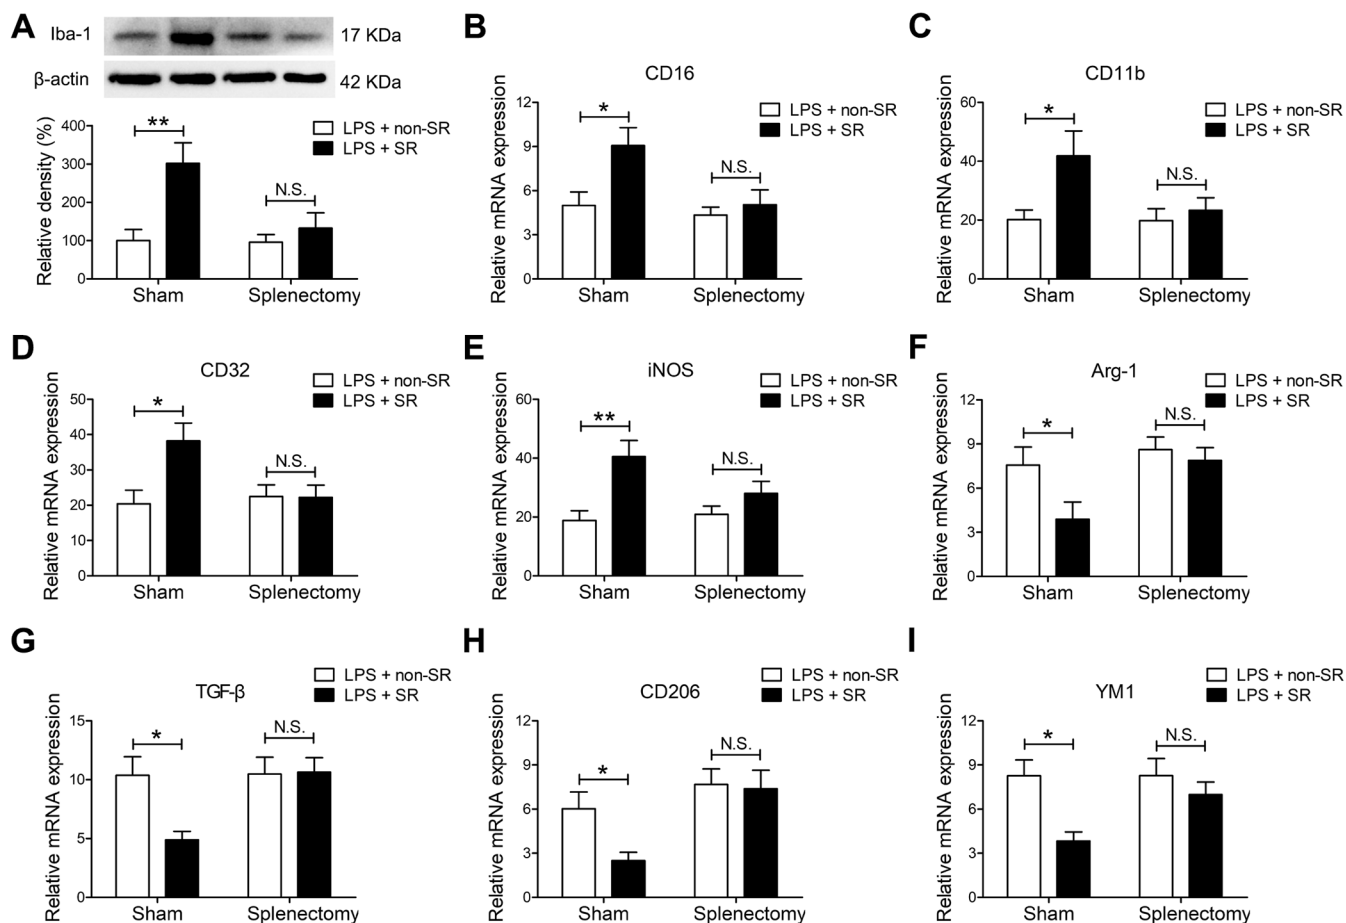 A
Iba-1
17 KDa
β-actin
42 KDa
Relative density (%)
400
300
200
100
0
**
N.S.
LPS + non-SR
LPS + SR
Sham
Splenectomy
B
CD16
Relative mRNA expression
12
9
6
3
0
*
N.S.
LPS + non-SR
LPS + SR
Sham
Splenectomy
C
CD11b
Relative mRNA expression
60
40
20
0
*
N.S.
LPS + non-SR
LPS + SR
Sham
Splenectomy
D
CD32
Relative mRNA expression
50
40
30
20
10
0
*
N.S.
LPS + non-SR
LPS + SR
Sham
Splenectomy
E
iNOS
Relative mRNA expression
60
40
20
0
**
N.S.
LPS + non-SR
LPS + SR
Sham
Splenectomy
F
Arg-1
Relative mRNA expression
12
9
6
3
0
*
N.S.
LPS + non-SR
LPS + SR
Sham
Splenectomy
G
TGF-β
Relative mRNA expression
15
10
5
0
*
N.S.
LPS + non-SR
LPS + SR
Sham
Splenectomy
H
CD206
Relative mRNA expression
12
9
6
3
0
*
N.S.
LPS + non-SR
LPS + SR
Sham
Splenectomy
I
YM1
Relative mRNA expression
12
9
6
3
0
*
N.S.
LPS + non-SR
LPS + SR
Sham
Splenectomy